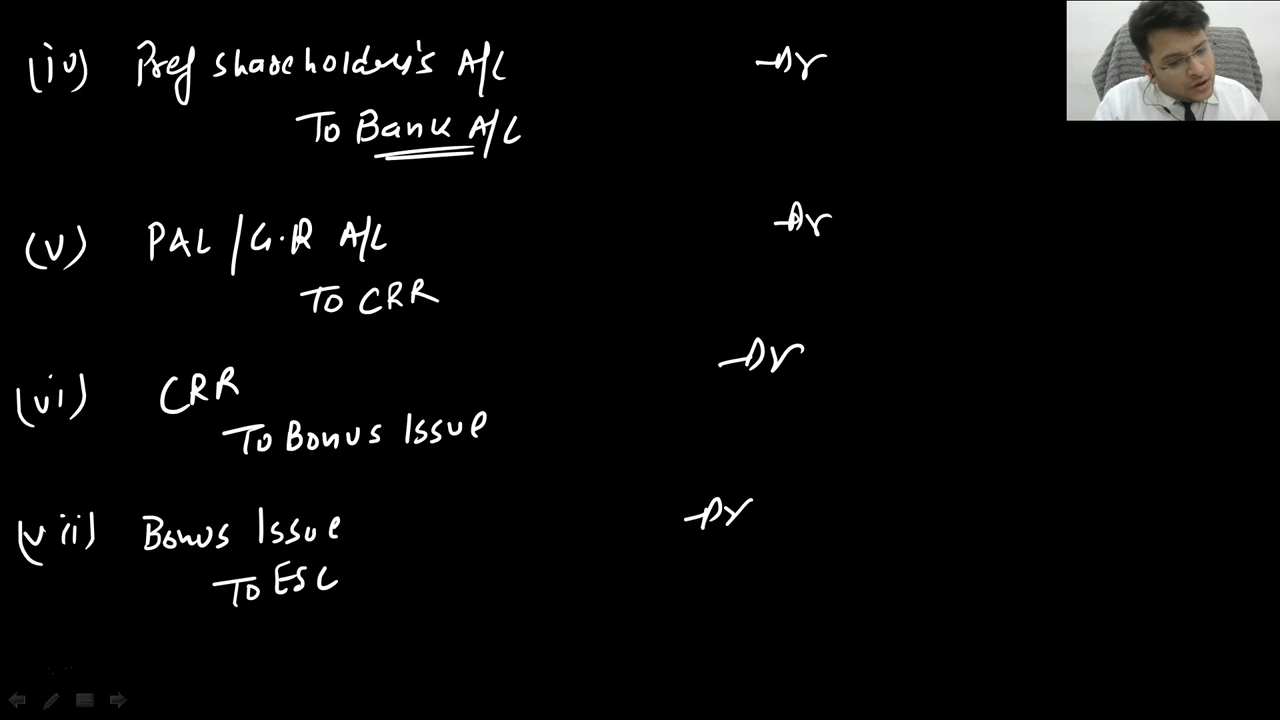 (iv) Pref shareholder's A/C Dr
To Bank A/C
(v) P&L / G.R A/C Dr
To CRR
(vi) CRR Dr
To Bonus Issue
(vii) Bonus Issue Dr
To ESC